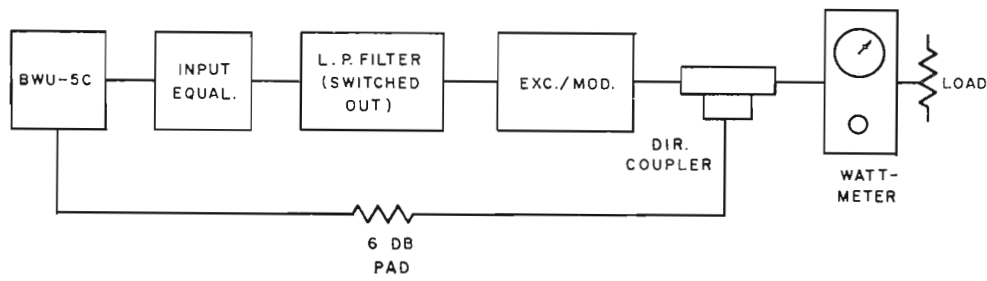 BWU-5C
INPUT
EQUAL.
L.P. FILTER
(SWITCHED
OUT)
EXC./MOD.
DIR.
COUPLER
WATT-
METER
LOAD
6 DB
PAD